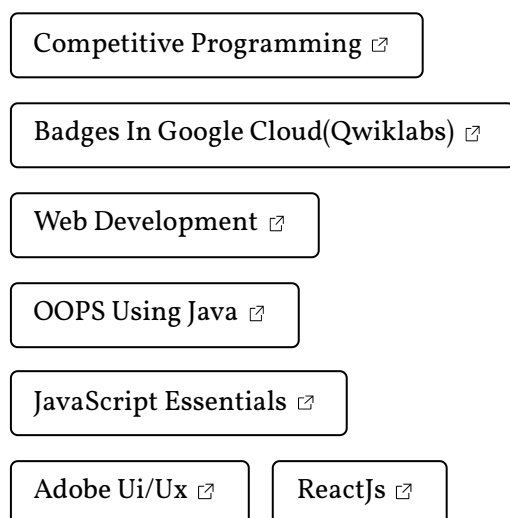 Competitive Programming
Badges In Google Cloud(Qwiklabs)
Web Development
OOPS Using Java
JavaScript Essentials
Adobe Ui/Ux ReactJs